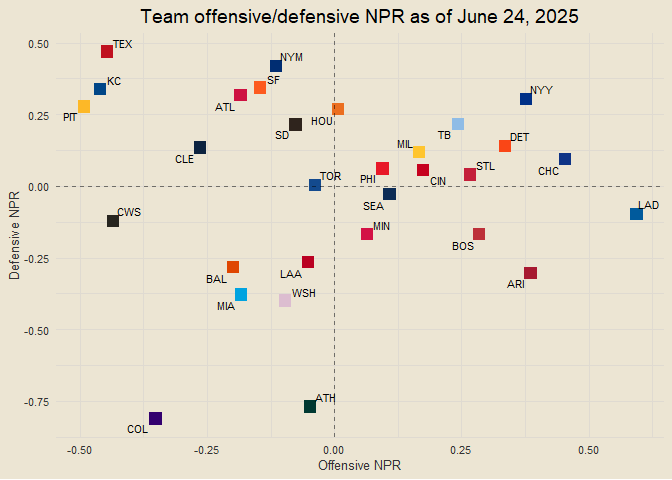 Team offensive/defensive NPR as of June 24, 2025
0.50
TEX
NYM
KC
SF
NYY
ATL
PIT
0.25
HOU
SD
TB
DET
MIL
CLE
STL
CHC
TOR
PHI
CIN
0.00
LAD
SEA
CWS
MIN
BOS
-0.25
LAA
BAL
ARI
WSH
MIA
-0.50
ATH
-0.75
COL
-0.50
-0.25
0.00
0.25
0.50
Offensive NPR
Defensive NPR